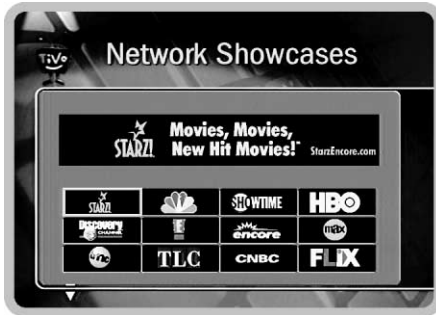 TiVo
Network Showcases
STARZ!
Movies, Movies,
New Hit Movies!"
StarzEncore.com
STARZ!
SHOWTIME
HBO
Discovery
CHANNEL
E
encore
max
TLC
CNBC
FLIX